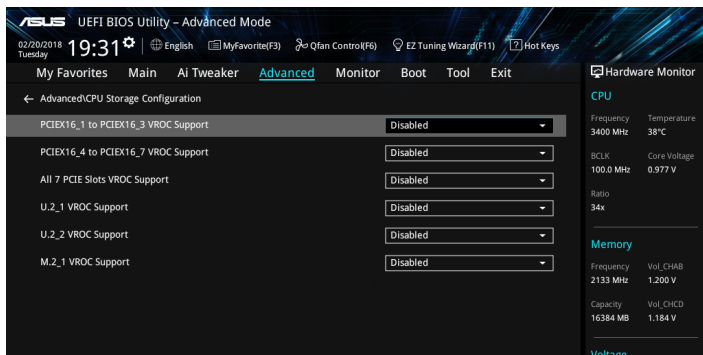 ASUS UEFI BIOS Utility – Advanced Mode
02/20/2018 Tuesday 19:31 English MyFavorite(F3) Qfan Control(F6) EZ Tuning Wizard(F11) ? Hot Keys
My Favorites Main Ai Tweaker Advanced Monitor Boot Tool Exit
← Advanced\CPU Storage Configuration
PCIEX16_1 to PCIEX16_3 VROC Support Disabled
PCIEX16_4 to PCIEX16_7 VROC Support Disabled
All 7 PCIE Slots VROC Support Disabled
U.2_1 VROC Support Disabled
U.2_2 VROC Support Disabled
M.2_1 VROC Support Disabled
Hardware Monitor
CPU
Frequency Temperature
3400 MHz 38°C
BCLK Core Voltage
100.0 MHz 0.977 V
Ratio
34x
Memory
Frequency Vol_CHAB
2133 MHz 1.200 V
Capacity Vol_CHCD
16384 MB 1.184 V
Voltage